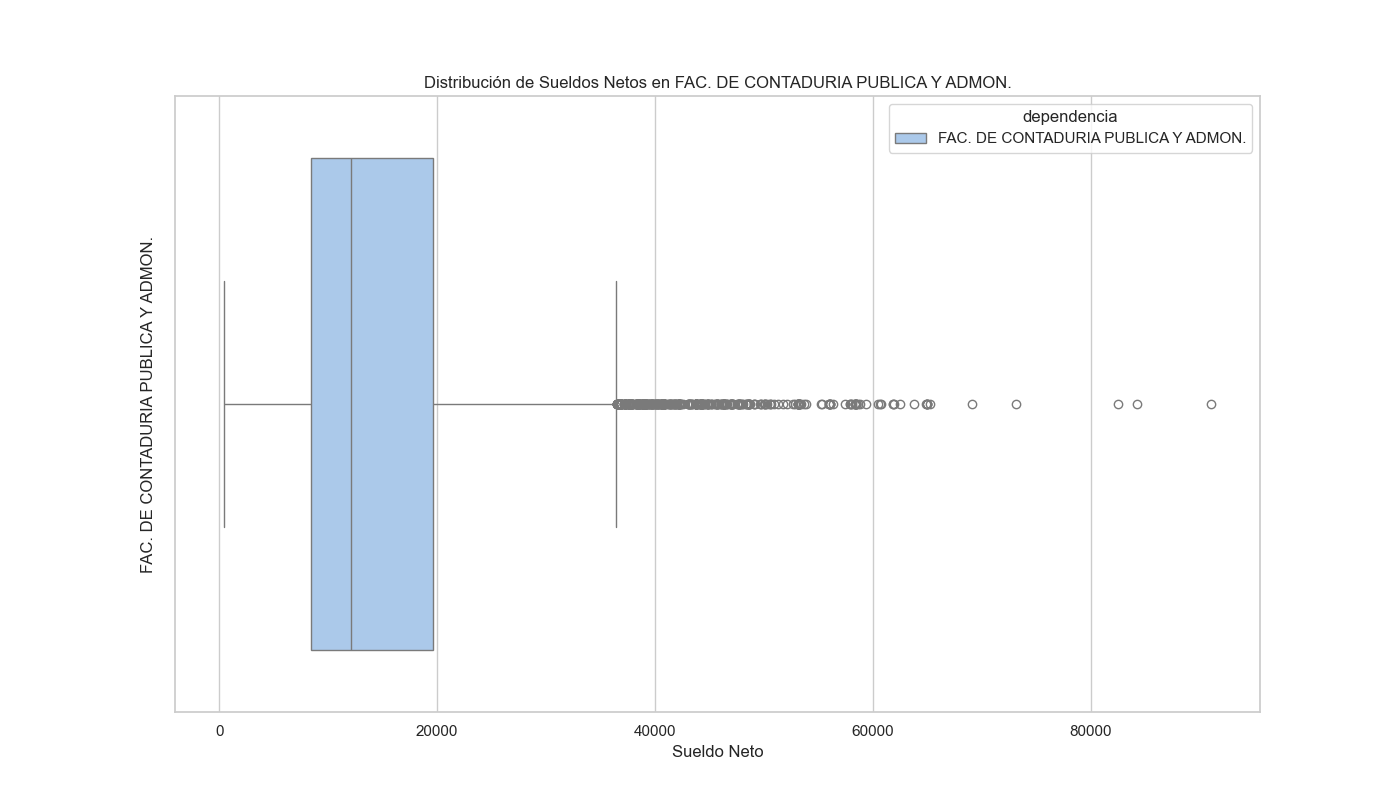 Distribución de Sueldos Netos en FAC. DE CONTADURIA PUBLICA Y ADMON.
dependencia
FAC. DE CONTADURIA PUBLICA Y ADMON.
FAC. DE CONTADURIA PUBLICA Y ADMON.
0 20000 40000 60000 80000
Sueldo Neto